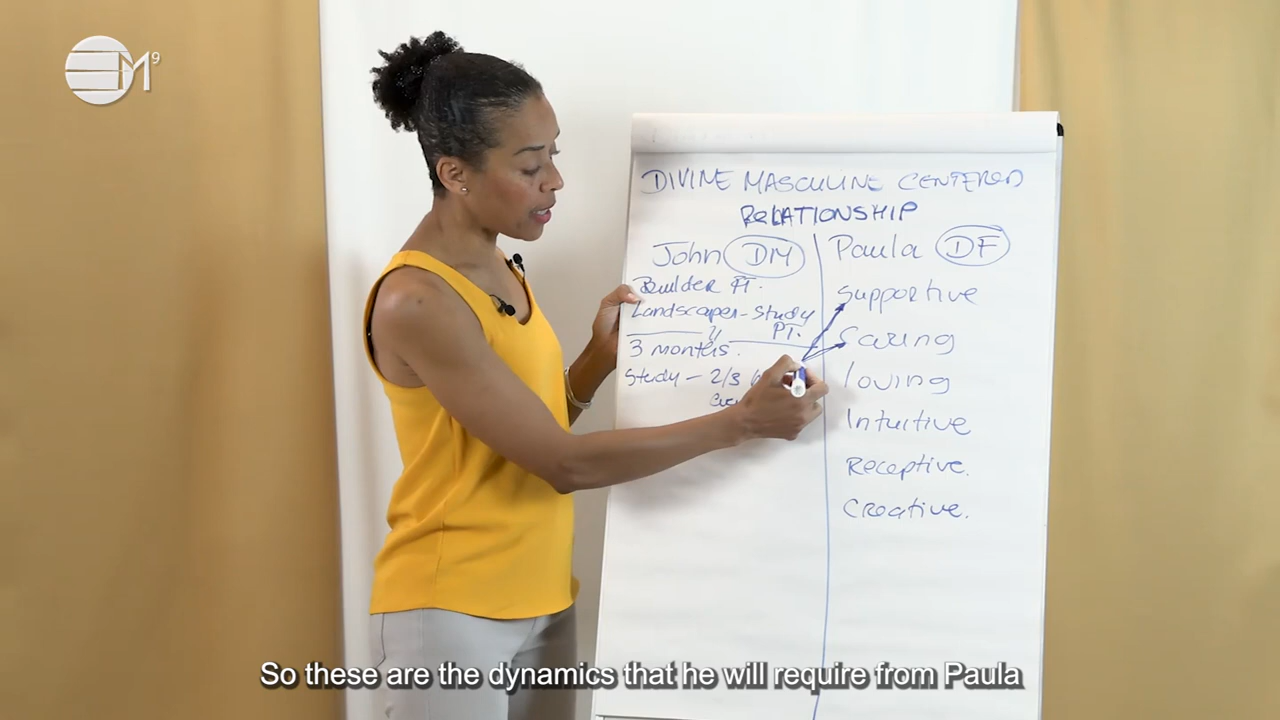 EM9
DIVINE MASCULINE CENTERED
RELATIONSHIP
John DM
Builder PT.
Landscaper - Study
PT.
3 months.
Study - 2/3
Paula DF
Supportive
Caring
loving
Intuitive
Receptive.
Creative.
So these are the dynamics that he will require from Paula